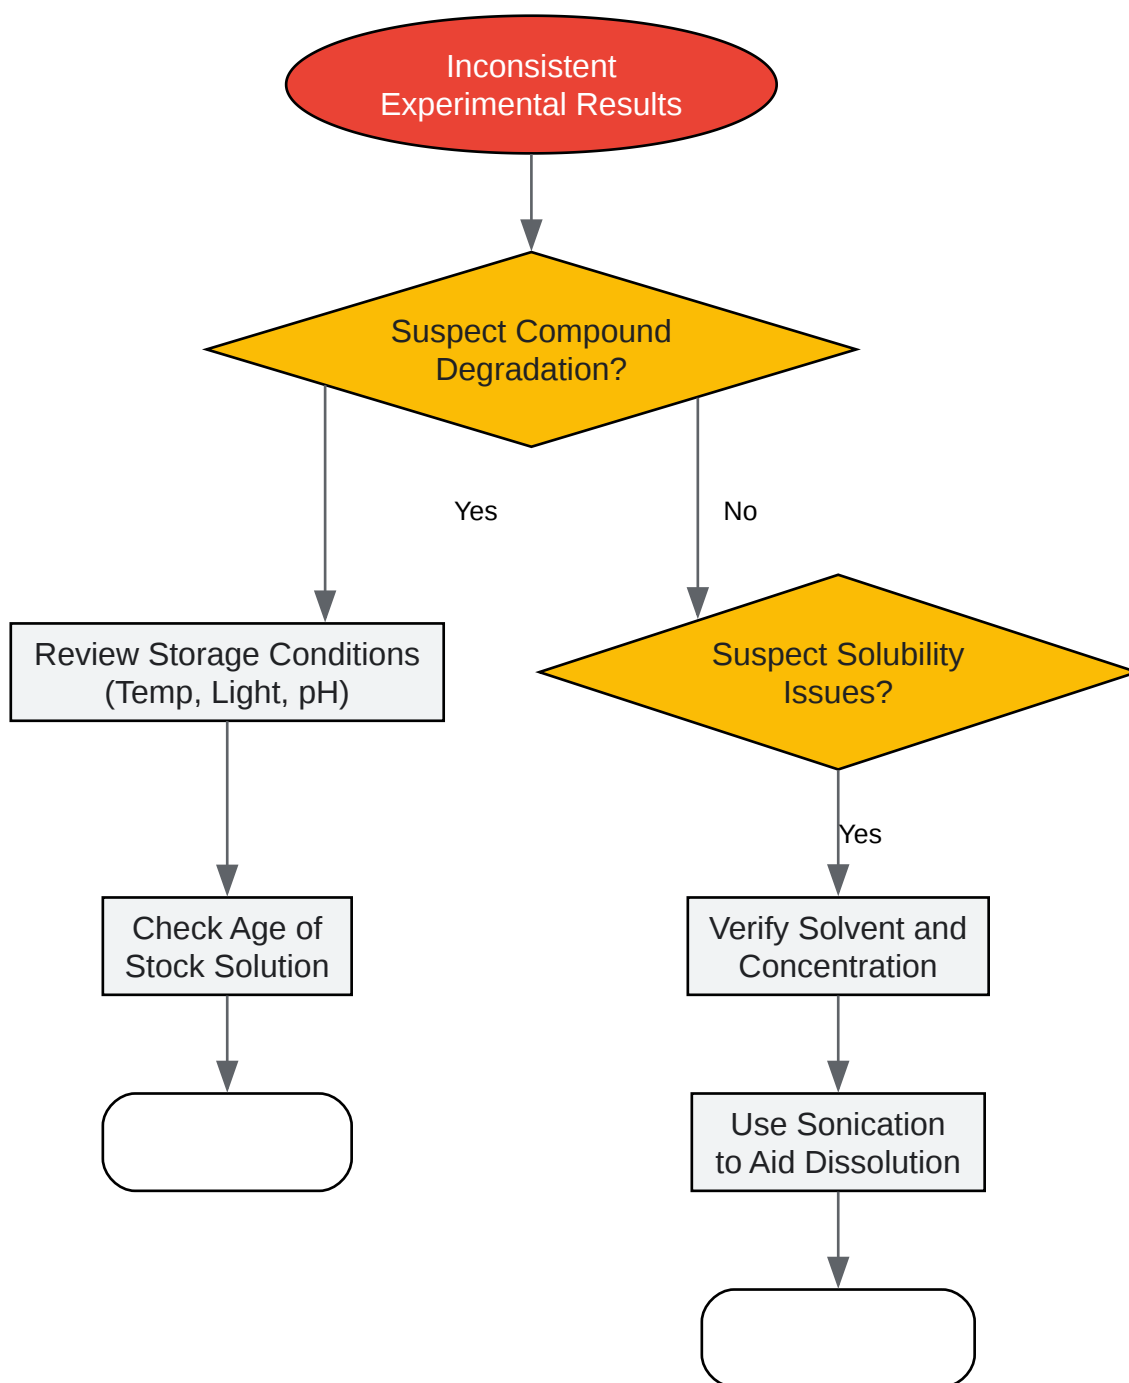 Inconsistent
Experimental Results
Suspect Compound
Degradation?
Yes
No
Review Storage Conditions
(Temp, Light, pH)
Suspect Solubility
Issues?
Yes
Check Age of
Stock Solution
Verify Solvent and
Concentration
Use Sonication
to Aid Dissolution